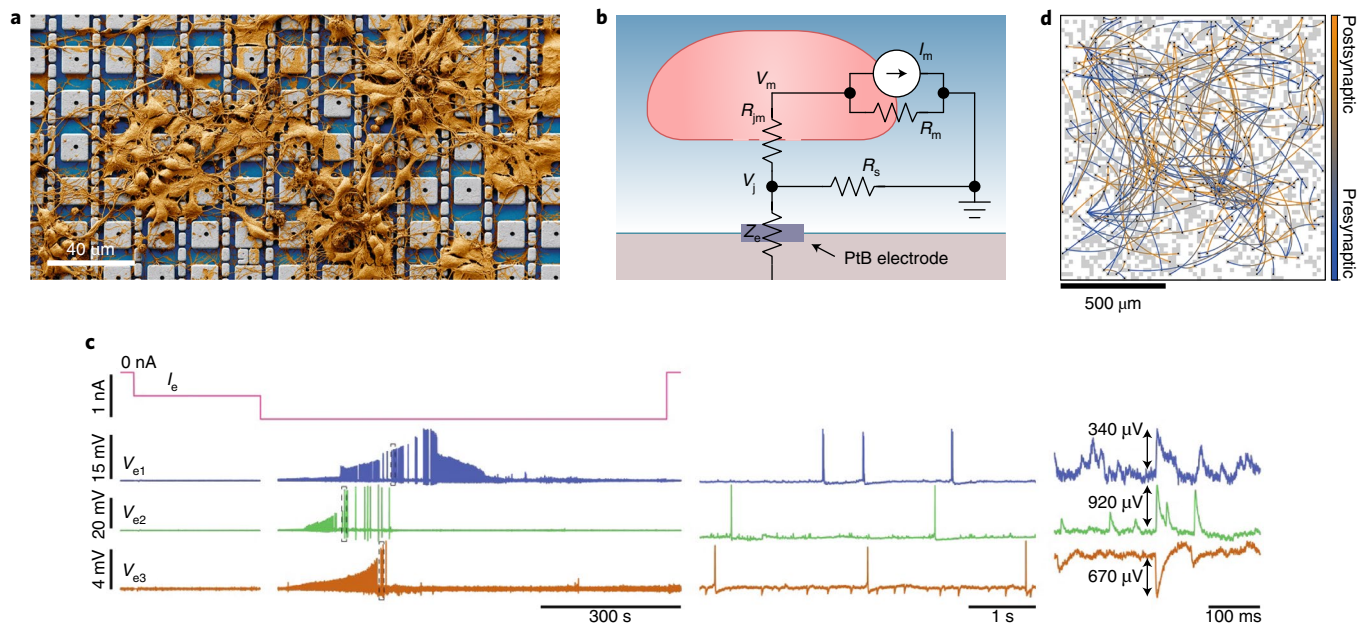 a
40 μm
b
I_m
V_m
R_jm
R_m
V_j
R_s
Z_e
PtB electrode
d
Postsynaptic
Presynaptic
500 μm
c
0 nA
I_e
1 nA
15 mV
V_e1
20 mV
V_e2
4 mV
V_e3
300 s
1 s
340 μV
920 μV
670 μV
100 ms